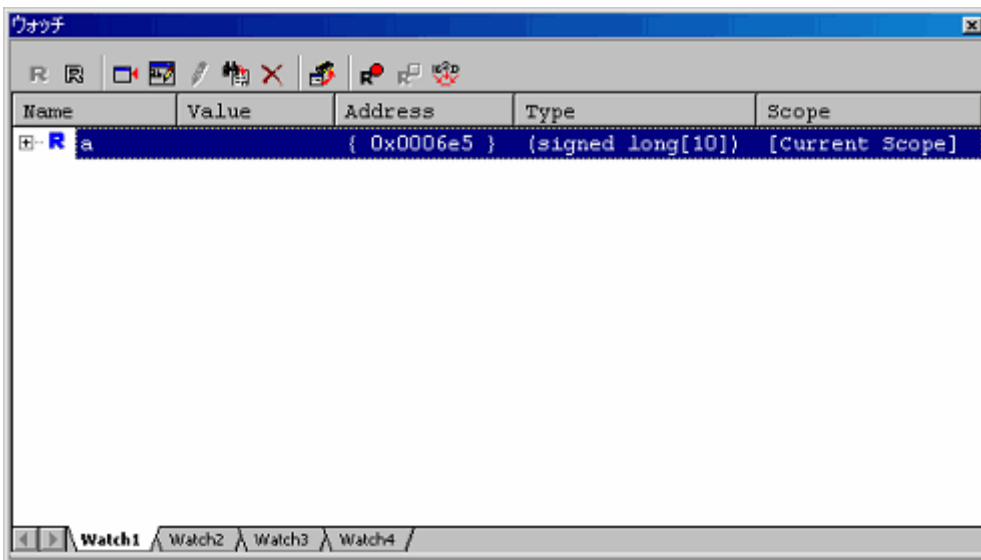 ウォッチ
Name Value Address Type Scope
R a { 0x0006e5 } (signed long[10]) [Current Scope]
Watch1 Watch2 Watch3 Watch4